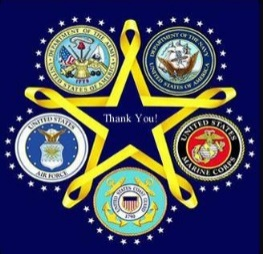 DEPARTMENT OF THE ARMY
UNITED STATES OF AMERICA
1775
DEPARTMENT OF THE NAVY
UNITED STATES OF AMERICA
Thank You!
UNITED STATES
AIR FORCE
UNITED STATES
MARINE CORPS
UNITED STATES COAST GUARD
1790